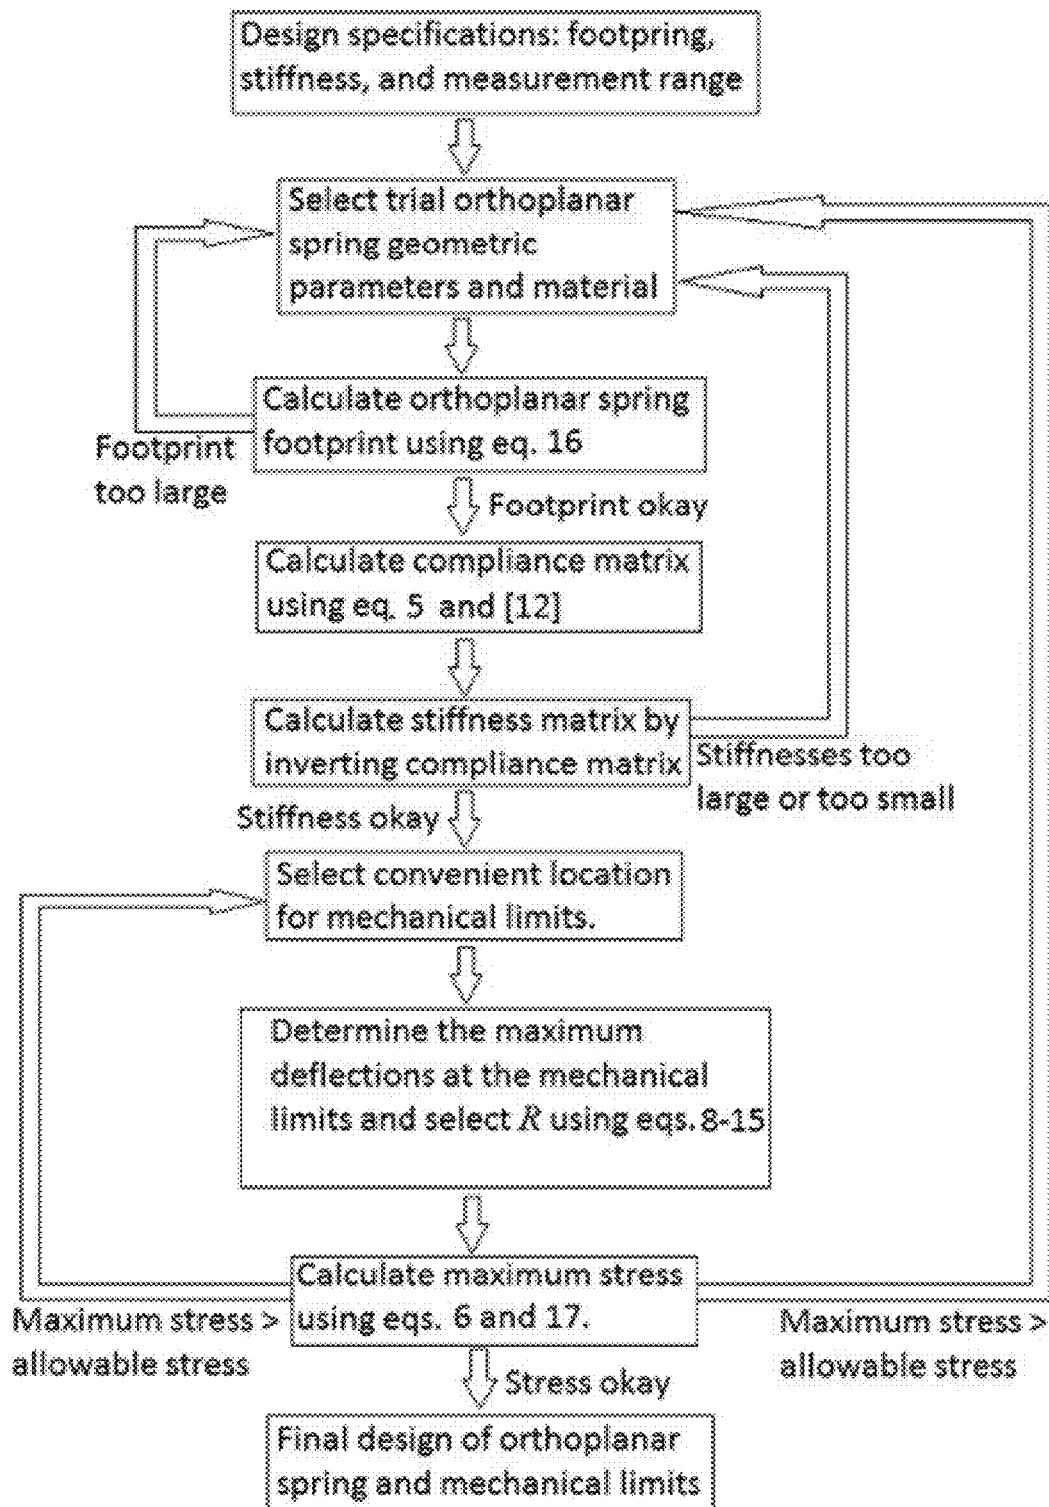 Design specifications: footpring,
stiffness, and measurement range
Select trial orthoplanar
spring geometric
parameters and material
Calculate orthoplanar spring
footprint using eq. 16
Footprint
too large
Footprint okay
Calculate compliance matrix
using eq. 5 and [12]
Calculate stiffness matrix by
inverting compliance matrix
Stiffnesses too
large or too small
Stiffness okay
Select convenient location
for mechanical limits.
Determine the maximum
deflections at the mechanical
limits and select R using eqs. 8-15
Calculate maximum stress
using eqs. 6 and 17.
Maximum stress >
allowable stress
Maximum stress >
allowable stress
Stress okay
Final design of orthoplanar
spring and mechanical limits